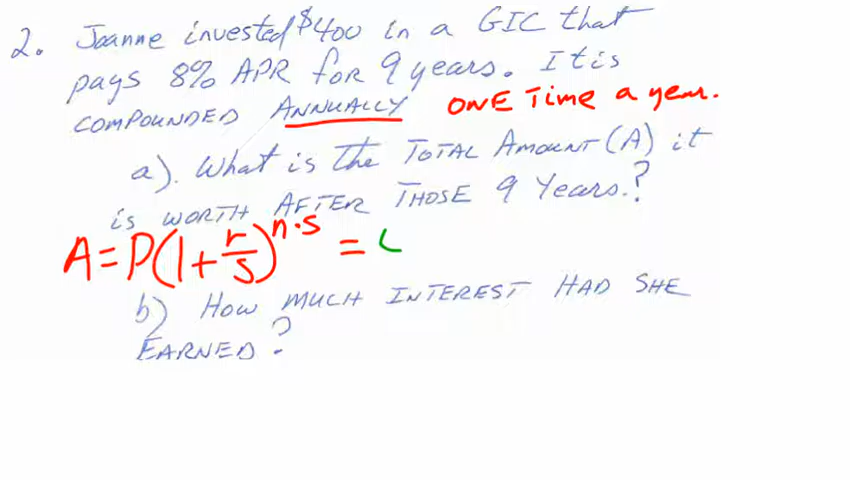 2. Joanne invested $400 in a GIC that
pays 8% APR for 9 years. It is
COMPOUNDED ANNUALLY ONE Time a year.
a). What is the TOTAL AMOUNT (A) it
is WORTH AFTER THOSE 9 Years.?
A = P(1 + r/s)^n·s =
b) HOW MUCH INTEREST HAD SHE
EARNED?